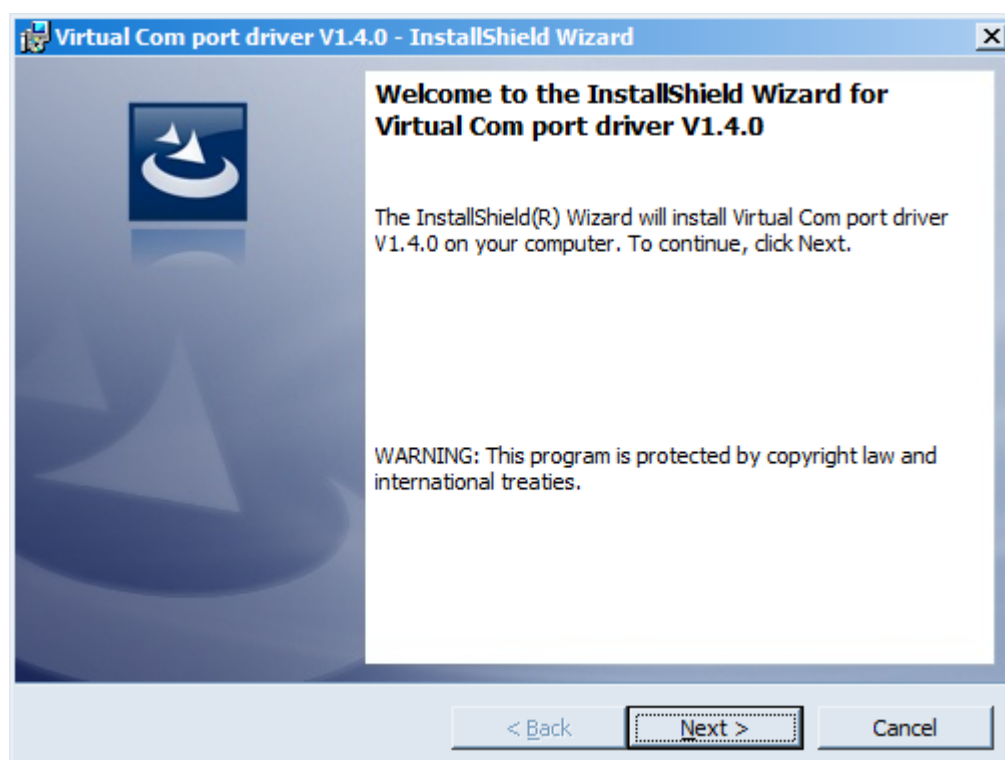 Virtual Com port driver V1.4.0 - InstallShield Wizard
Welcome to the InstallShield Wizard for
Virtual Com port driver V1.4.0
The InstallShield(R) Wizard will install Virtual Com port driver
V1.4.0 on your computer. To continue, click Next.
WARNING: This program is protected by copyright law and
international treaties.
< Back Next > Cancel